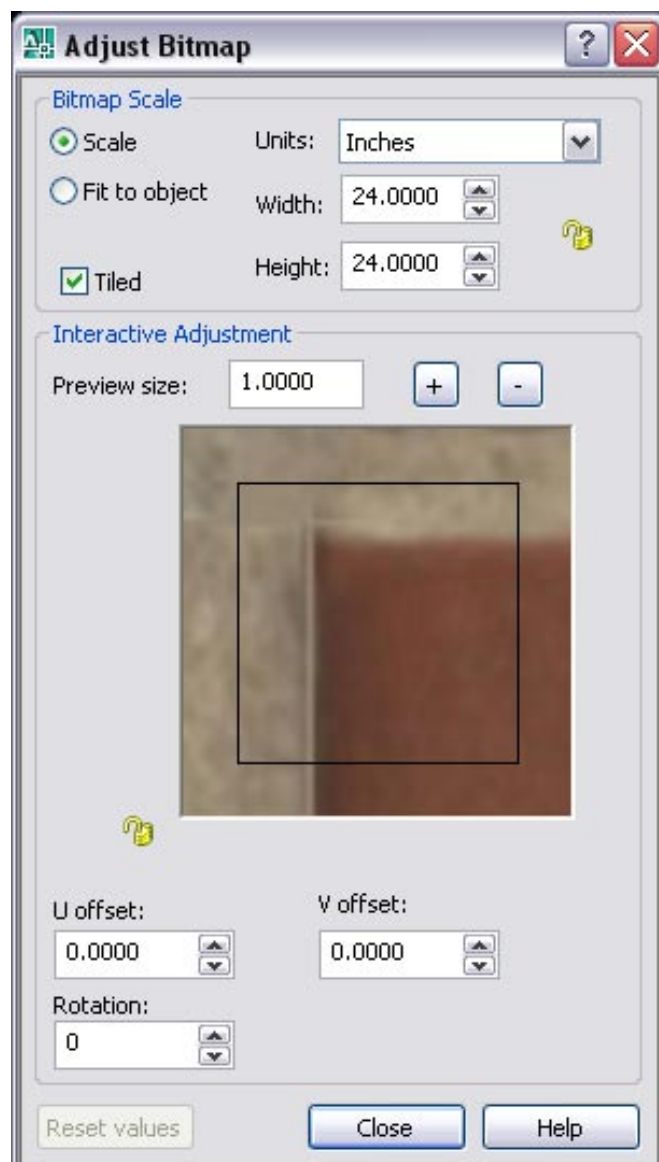 Adjust Bitmap
Bitmap Scale
Scale
Units: Inches
Fit to object
Width: 24.0000
Tiled
Height: 24.0000
Interactive Adjustment
Preview size: 1.0000 + -
U offset: V offset:
0.0000 0.0000
Rotation:
0
Reset values Close Help